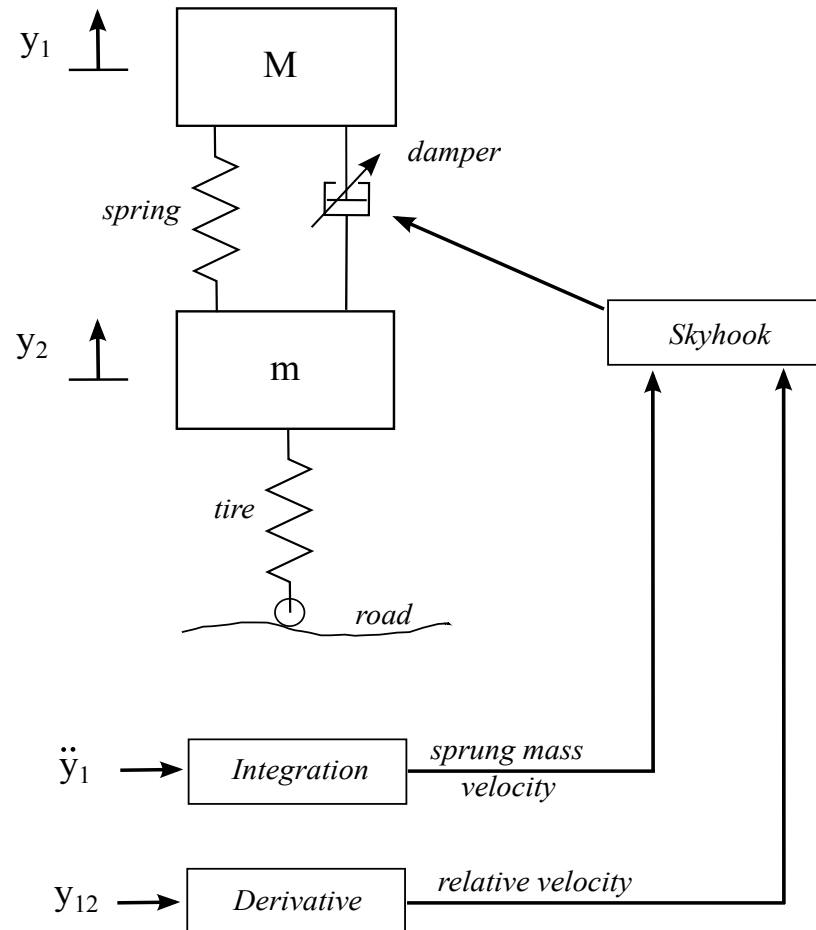 y₁
M
damper
spring
y₂
m
Skyhook
tire
road
ÿ₁
Integration
sprung mass
velocity
y₁₂
Derivative
relative velocity